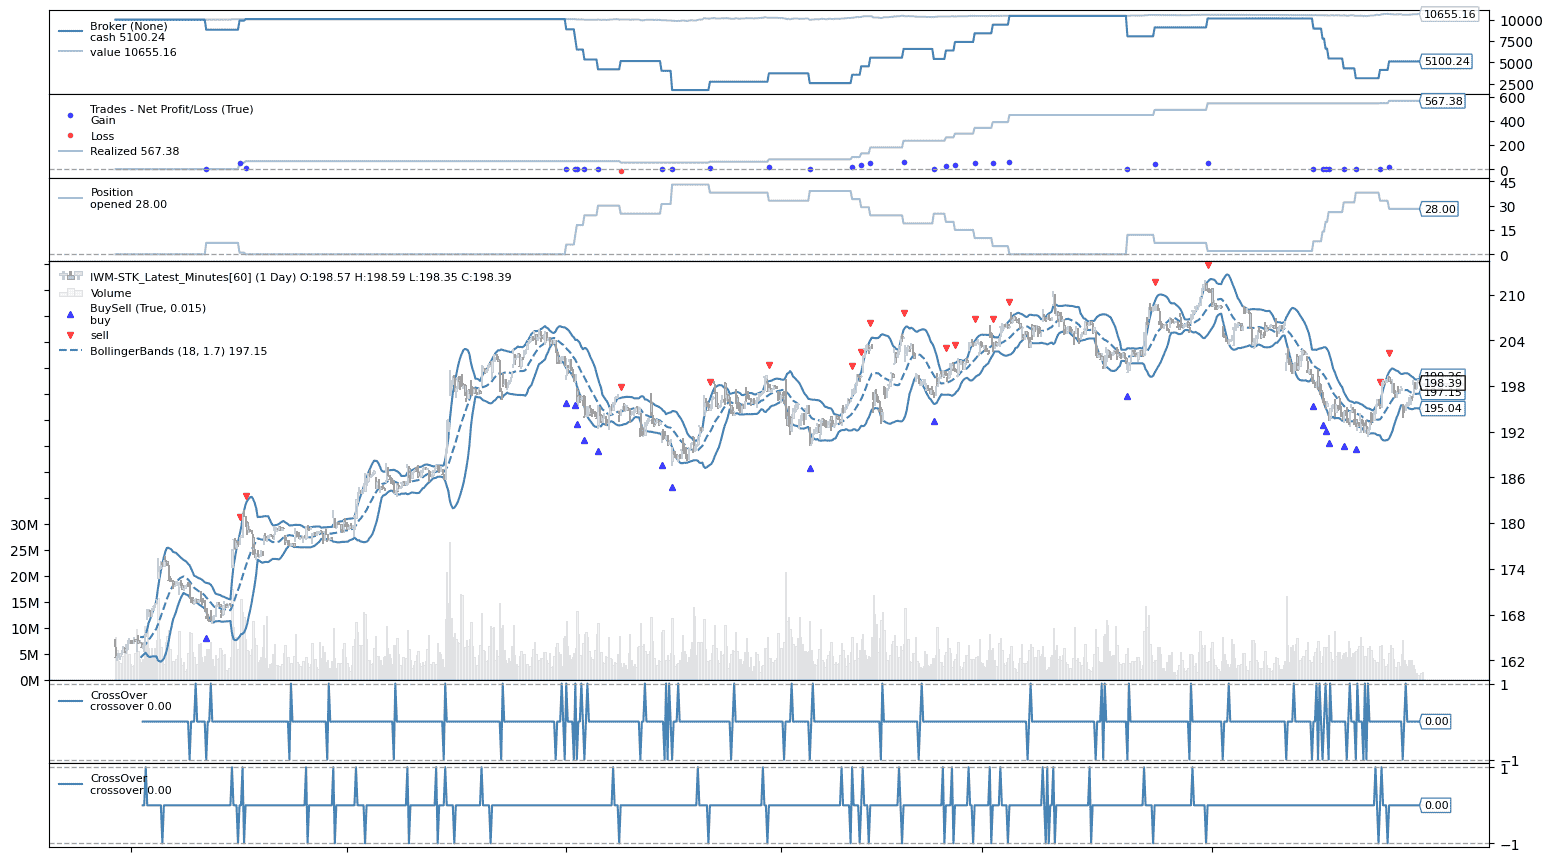 Broker (None)
cash 5100.24
value 10655.16
10655.16
10000
7500
5100.24
5000
2500
Trades - Net Profit/Loss (True)
Gain
Loss
Realized 567.38
600
567.38
400
200
0
Position
opened 28.00
45
30
28.00
15
0
IWM-STK_Latest_Minutes[60] (1 Day) O:198.57 H:198.59 L:198.35 C:198.39
Volume
BuySell (True, 0.015)
buy
sell
BollingerBands (18, 1.7) 197.15
210
204
198
198.39
197.15
195.04
192
186
180
174
168
162
30M
25M
20M
15M
10M
5M
0M
CrossOver
crossover 0.00
1
0.00
−1
CrossOver
crossover 0.00
1
0.00
−1